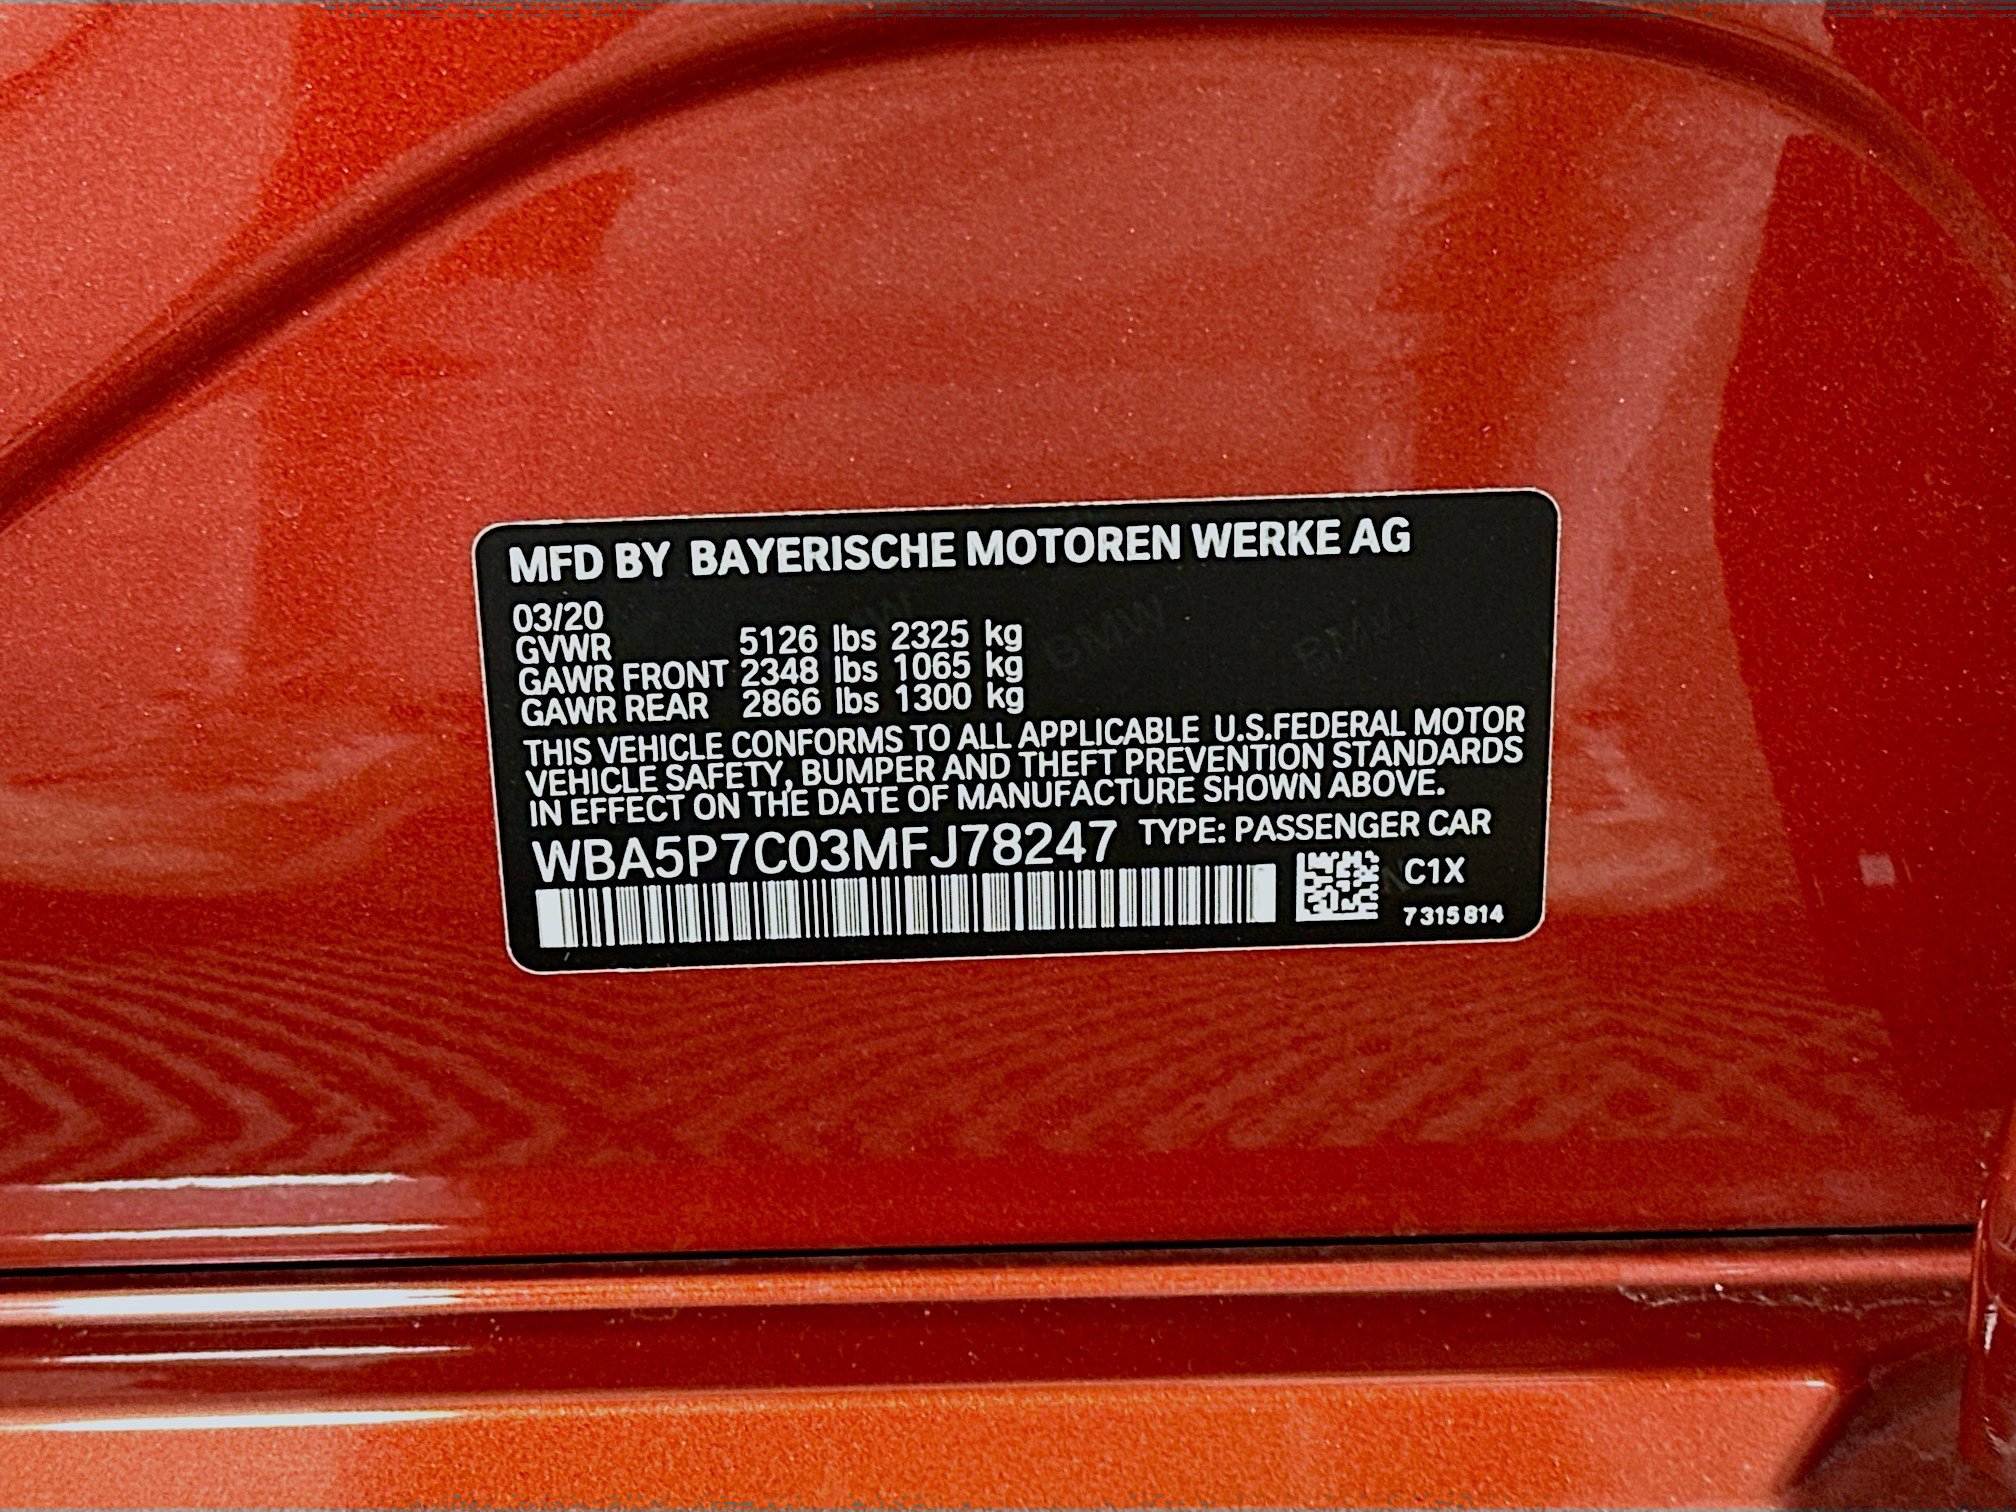 MFD BY BAYERISCHE MOTOREN WERKE AG
03/20
GVWR 5126 lbs 2325 kg
GAWR FRONT 2348 lbs 1065 kg
GAWR REAR 2866 lbs 1300 kg
THIS VEHICLE CONFORMS TO ALL APPLICABLE U.S.FEDERAL MOTOR
VEHICLE SAFETY, BUMPER AND THEFT PREVENTION STANDARDS
IN EFFECT ON THE DATE OF MANUFACTURE SHOWN ABOVE.
WBA5P7C03MFJ78247 TYPE: PASSENGER CAR
C1X
7 315 814
BMW
BMW